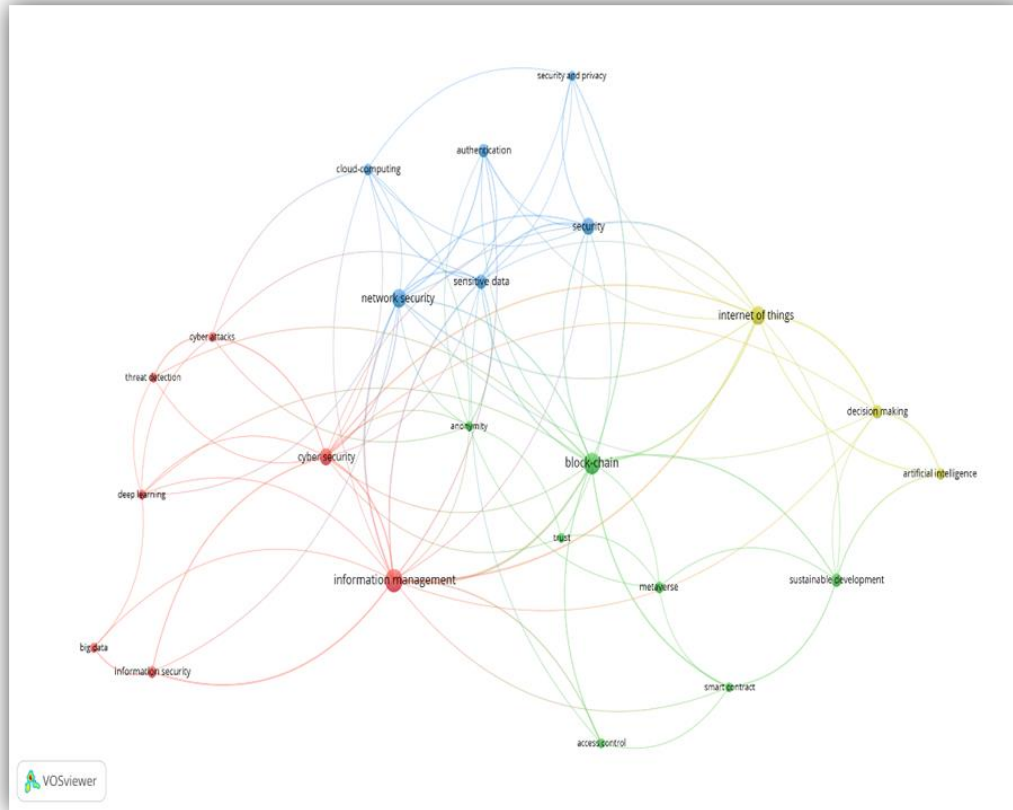 security and privacy
authentication
cloud-computing
security
sensitive data
network security
internet of things
cyber attacks
threat detection
decision making
anonymity
cyber security
block-chain
artificial intelligence
deep learning
trust
information management
metaverse
sustainable development
big data
information security
smart contract
access control
VOSviewer